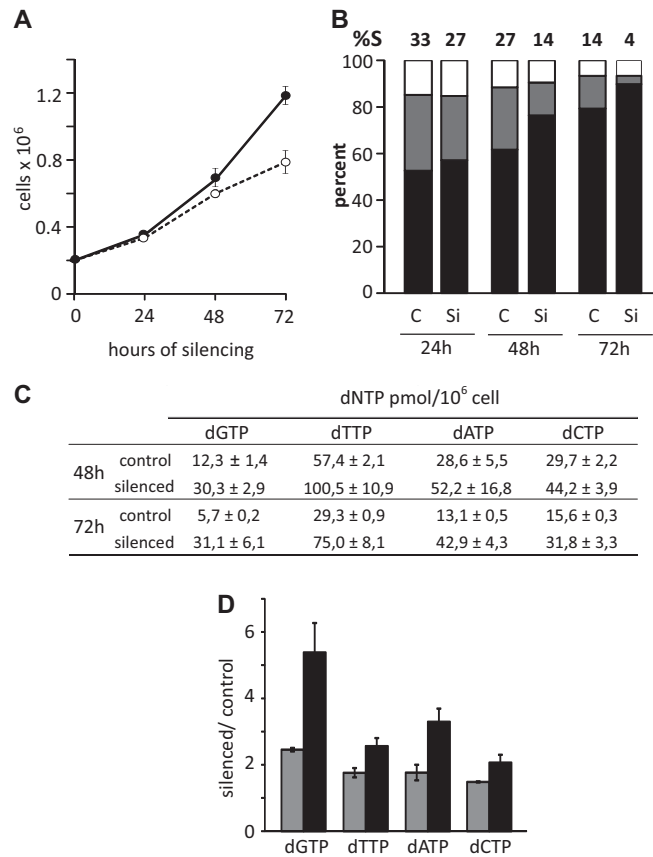 A
cells x 10⁶
1.2
0.8
0.4
0
0 24 48 72
hours of silencing
B
%S 33 27 27 14 14 4
percent
100
80
60
40
20
0
C Si C Si C Si
24h 48h 72h
C
dNTP pmol/10⁶ cell
dGTP dTTP dATP dCTP
48h
control 12,3 ± 1,4 57,4 ± 2,1 28,6 ± 5,5 29,7 ± 2,2
silenced 30,3 ± 2,9 100,5 ± 10,9 52,2 ± 16,8 44,2 ± 3,9
72h
control 5,7 ± 0,2 29,3 ± 0,9 13,1 ± 0,5 15,6 ± 0,3
silenced 31,1 ± 6,1 75,0 ± 8,1 42,9 ± 4,3 31,8 ± 3,3
D
silenced/ control
6
4
2
0
dGTP dTTP dATP dCTP